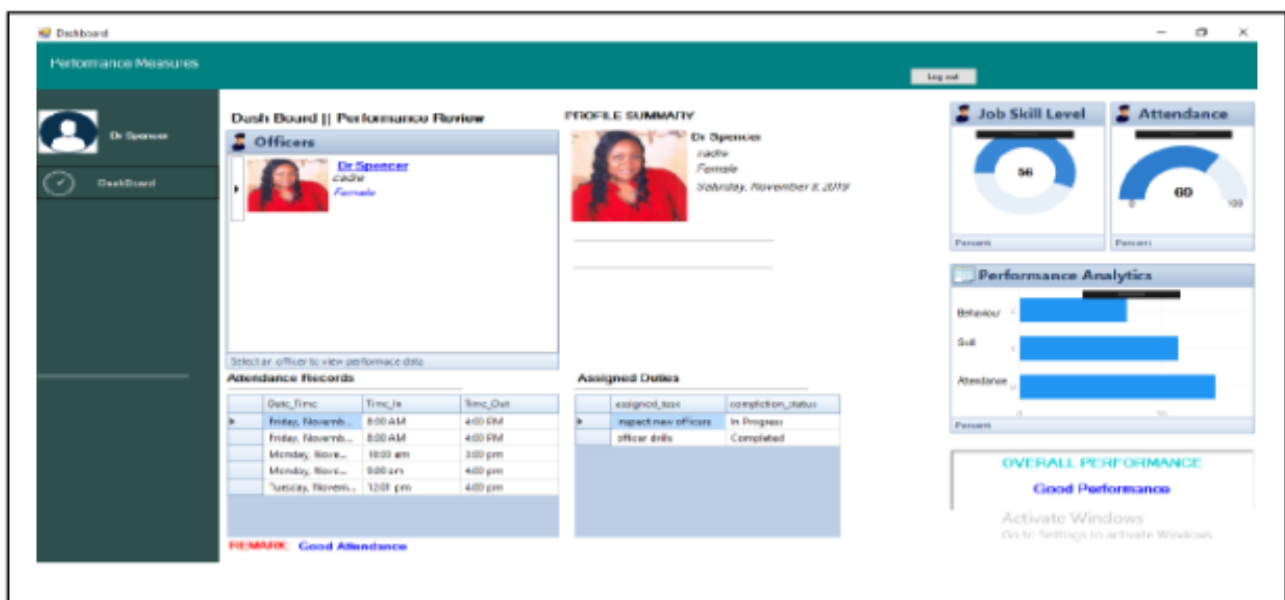 Dashboard
Performance Measures
Log out
Dr Spencer
DashBoard
Dash Board || Performance Review
Officers
Dr Spencer
cadre
Female
Select an officer to view performace data
PROFILE SUMMARY
Dr Spencer
cadre
Female
Saturday, November 9, 2019
Job Skill Level
56
Percent
Attendance
60
0
100
Percent
Performance Analytics
Behaviour
Skill
Attendance
0
50
Percent
Attendance Records
Date_Time Time_In Time_Out
Friday, Novemb... 8:00 AM 4:00 PM
Friday, Novemb... 8:00 AM 4:00 PM
Monday, Nove... 10:00 am 3:00 pm
Monday, Nove... 9:00 am 4:00 pm
Tuesday, Novem... 12:01 pm 4:00 pm
REMARK: Good Attendance
Assigned Duties
assigned_task completion_status
inspect new officers In Progress
officer drills Completed
OVERALL PERFORMANCE
Good Performance
Activate Windows
Go to Settings to activate Windows.